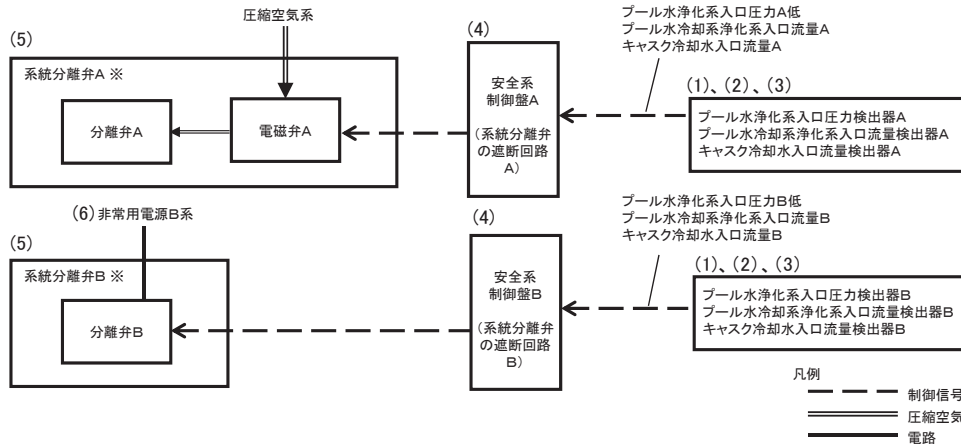 圧縮空気系
(5)
系統分離弁A ※
分離弁A
電磁弁A
(4)
安全系
制御盤A
(系統分離弁
の遮断回路
A)
プール水浄化系入口圧力A低
プール水冷却系浄化系入口流量A
キャスク冷却水入口流量A
(1)、(2)、(3)
プール水浄化系入口圧力検出器A
プール水冷却系浄化系入口流量検出器A
キャスク冷却水入口流量検出器A
(6)非常用電源B系
(5)
系統分離弁B ※
分離弁B
(4)
安全系
制御盤B
(系統分離弁
の遮断回路
B)
プール水浄化系入口圧力B低
プール水冷却系浄化系入口流量B
キャスク冷却水入口流量B
(1)、(2)、(3)
プール水浄化系入口圧力検出器B
プール水冷却系浄化系入口流量検出器B
キャスク冷却水入口流量検出器B
凡例
制御信号
圧縮空気
電路